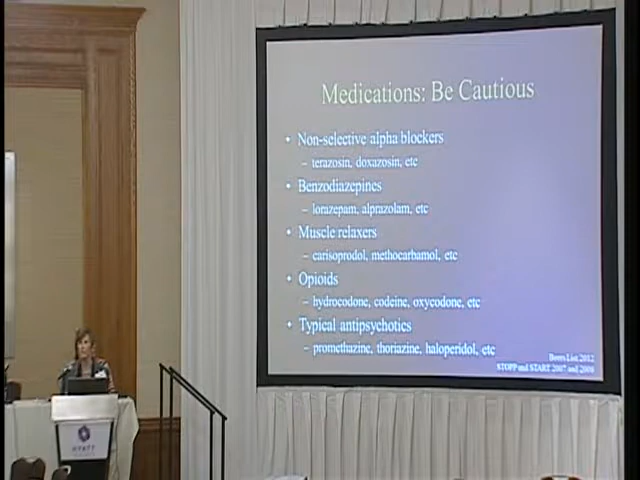 Medications: Be Cautious
• Non-selective alpha blockers
– terazosin, doxazosin, etc
• Benzodiazepines
– lorazepam, alprazolam, etc
• Muscle relaxers
– carisoprodol, methocarbamol, etc
• Opioids
– hydrocodone, codeine, oxycodone, etc
• Typical antipsychotics
– promethazine, thoriazine, haloperidol, etc
Beers List 2012
STOPP and START 2007 and 2008
HYATT